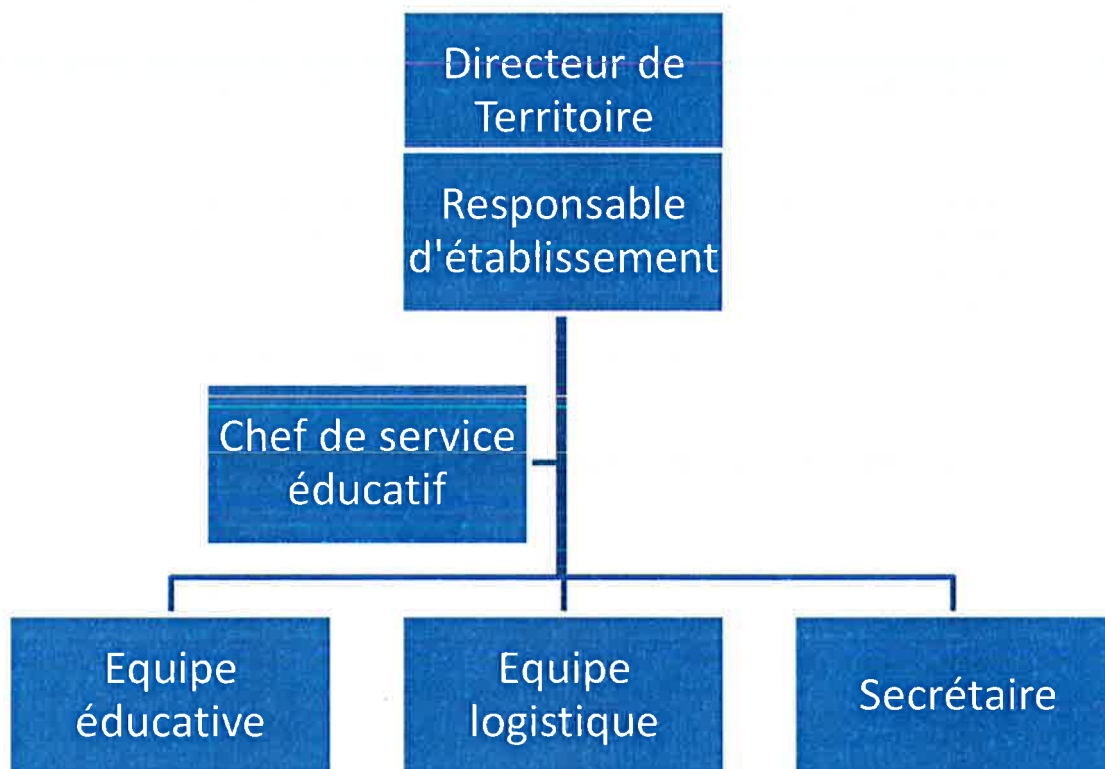 Directeur de
Territoire
Responsable
d'établissement
Chef de service
éducatif
Equipe
éducative
Equipe
logistique
Secrétaire